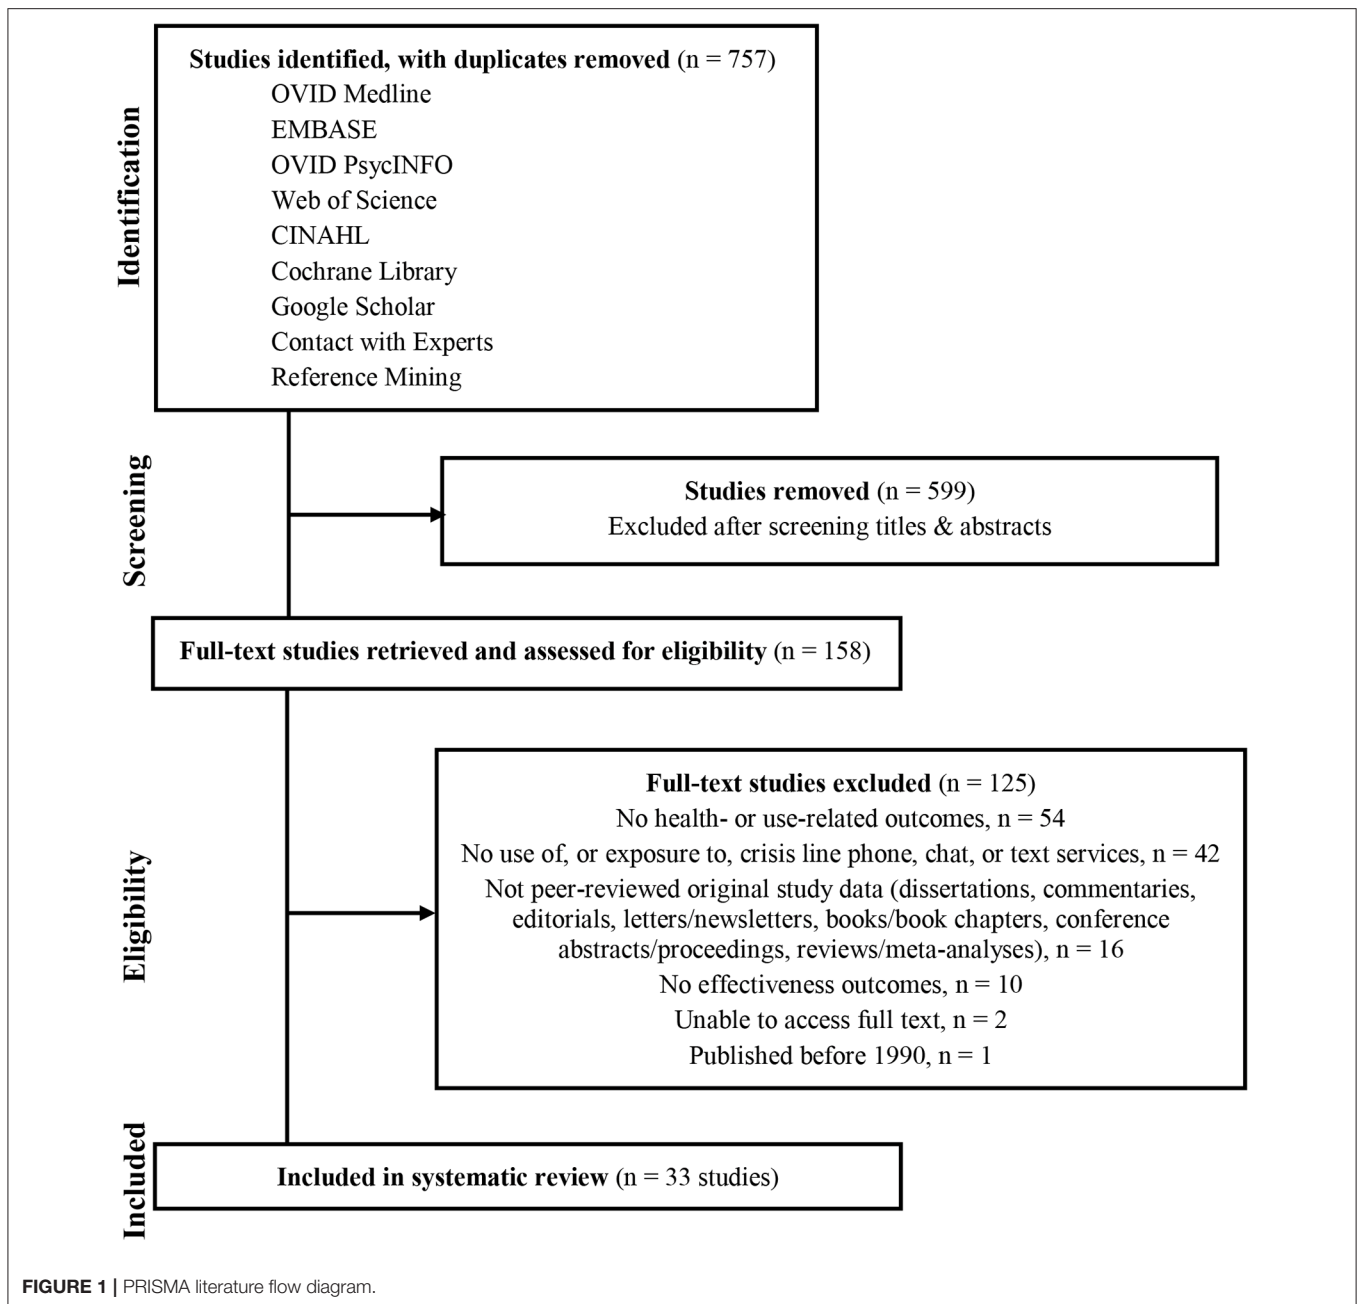 Identification
Studies identified, with duplicates removed (n = 757)
OVID Medline
EMBASE
OVID PsycINFO
Web of Science
CINAHL
Cochrane Library
Google Scholar
Contact with Experts
Reference Mining
Screening
Studies removed (n = 599)
Excluded after screening titles & abstracts
Full-text studies retrieved and assessed for eligibility (n = 158)
Eligibility
Full-text studies excluded (n = 125)
No health- or use-related outcomes, n = 54
No use of, or exposure to, crisis line phone, chat, or text services, n = 42
Not peer-reviewed original study data (dissertations, commentaries,
editorials, letters/newsletters, books/book chapters, conference
abstracts/proceedings, reviews/meta-analyses), n = 16
No effectiveness outcomes, n = 10
Unable to access full text, n = 2
Published before 1990, n = 1
Included
Included in systematic review (n = 33 studies)
FIGURE 1 | PRISMA literature flow diagram.